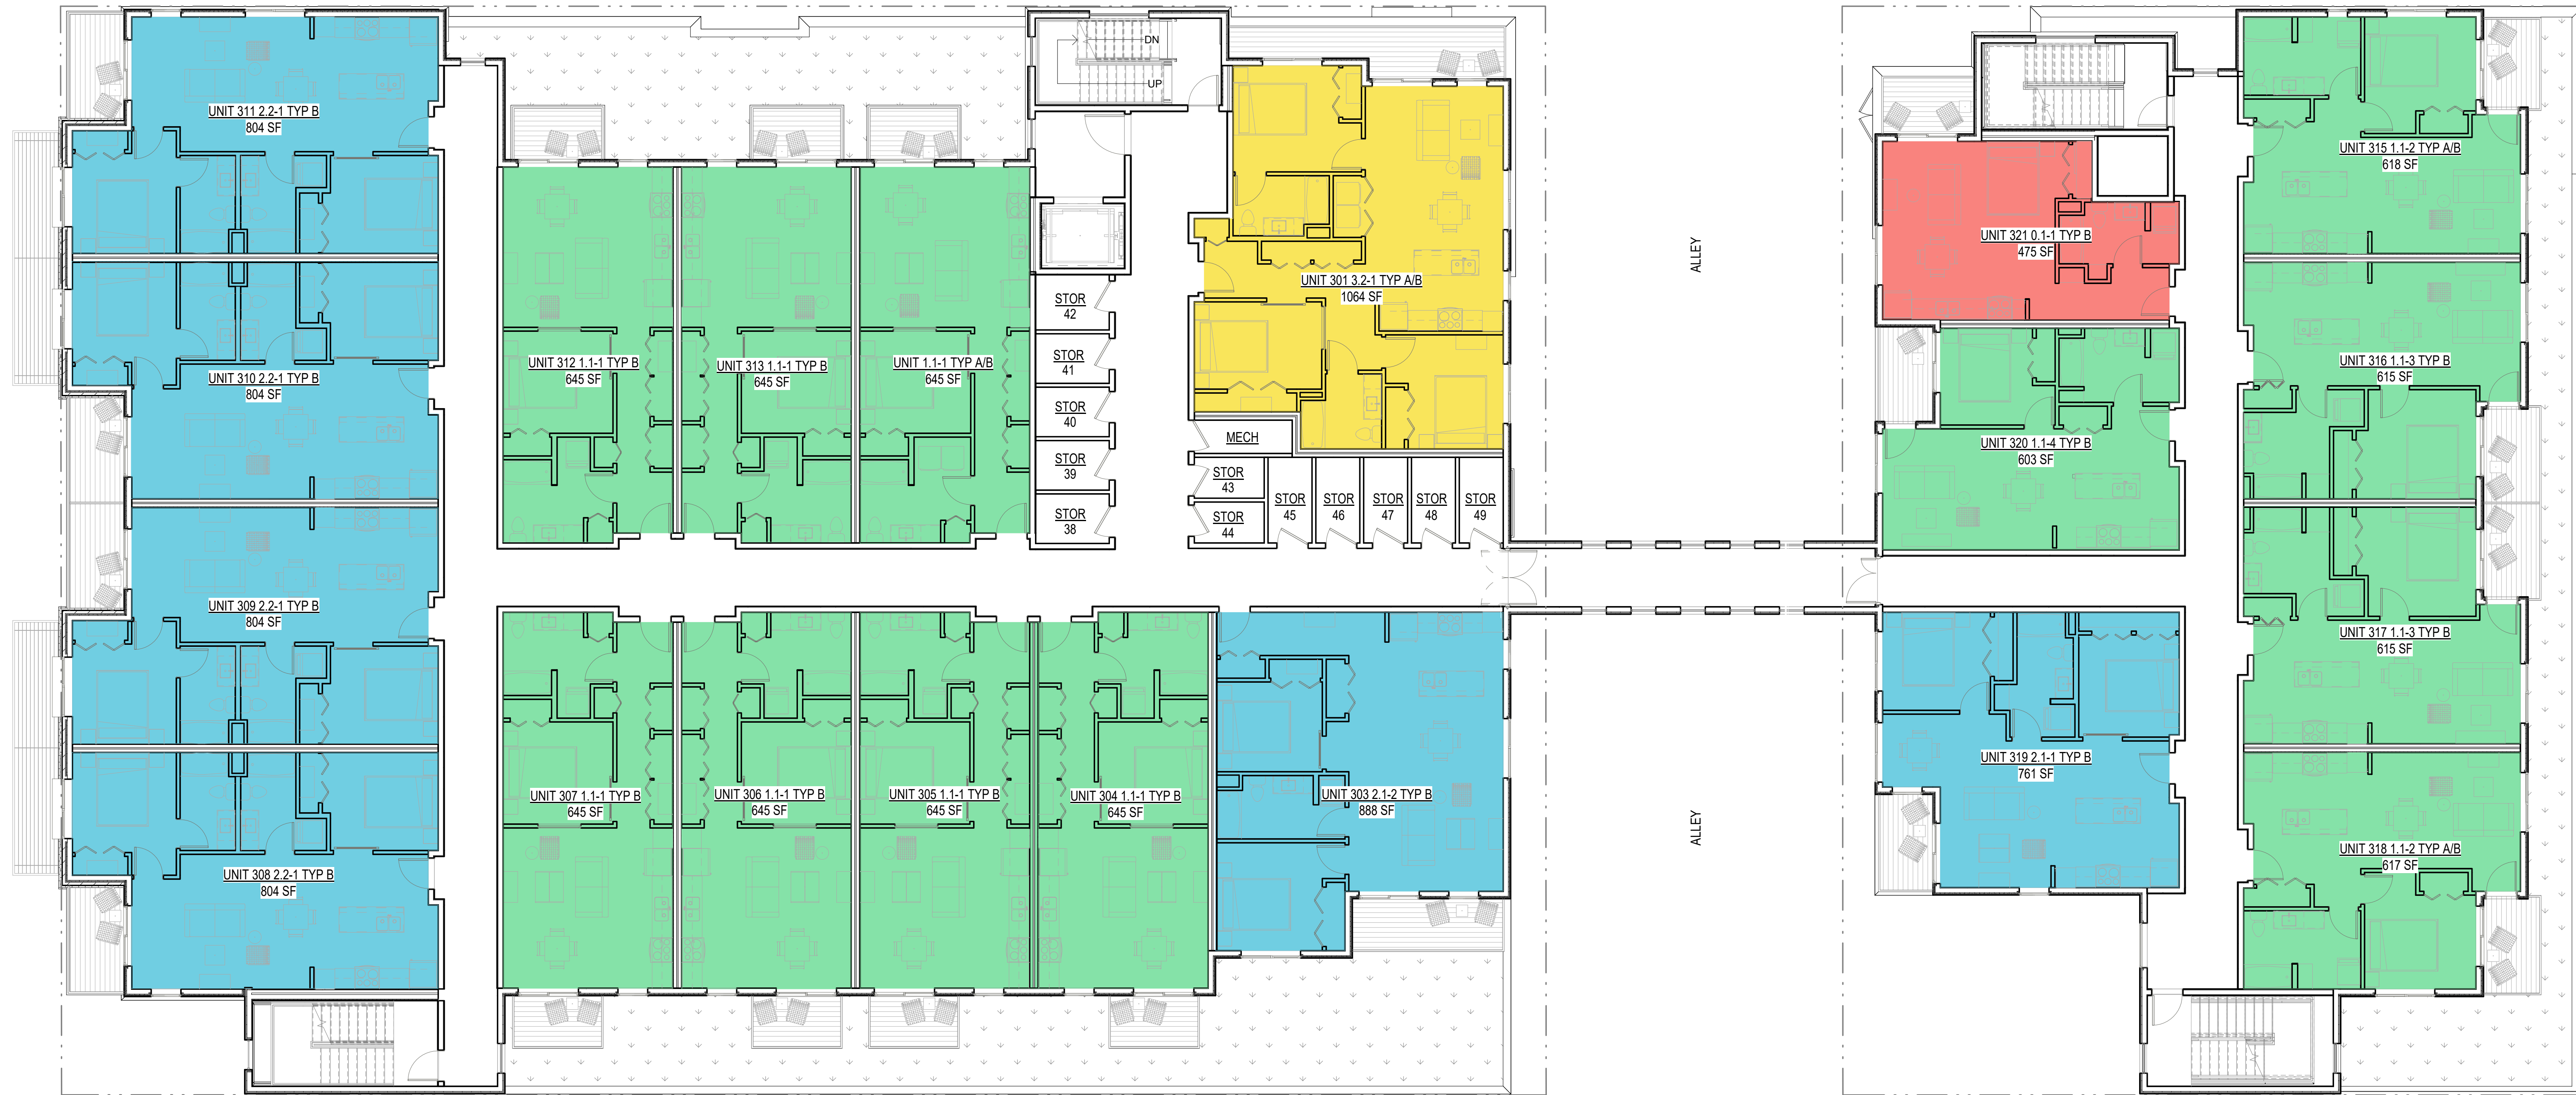 DN
UP
UNIT 311 2.2-1 TYP B
804 SF
UNIT 310 2.2-1 TYP B
804 SF
UNIT 309 2.2-1 TYP B
804 SF
UNIT 308 2.2-1 TYP B
804 SF
UNIT 312 1.1-1 TYP B
645 SF
UNIT 313 1.1-1 TYP B
645 SF
UNIT 1.1-1 TYP A/B
645 SF
STOR
42
STOR
41
STOR
40
STOR
39
STOR
38
UNIT 301 3.2-1 TYP A/B
1064 SF
MECH
STOR
43
STOR
44
STOR
45
STOR
46
STOR
47
STOR
48
STOR
49
UNIT 307 1.1-1 TYP B
645 SF
UNIT 306 1.1-1 TYP B
645 SF
UNIT 305 1.1-1 TYP B
645 SF
UNIT 304 1.1-1 TYP B
645 SF
UNIT 303 2.1-2 TYP B
888 SF
ALLEY
ALLEY
UNIT 321 0.1-1 TYP B
475 SF
UNIT 320 1.1-4 TYP B
603 SF
UNIT 319 2.1-1 TYP B
761 SF
UNIT 315 1.1-2 TYP A/B
618 SF
UNIT 316 1.1-3 TYP B
615 SF
UNIT 317 1.1-3 TYP B
615 SF
UNIT 318 1.1-2 TYP A/B
617 SF